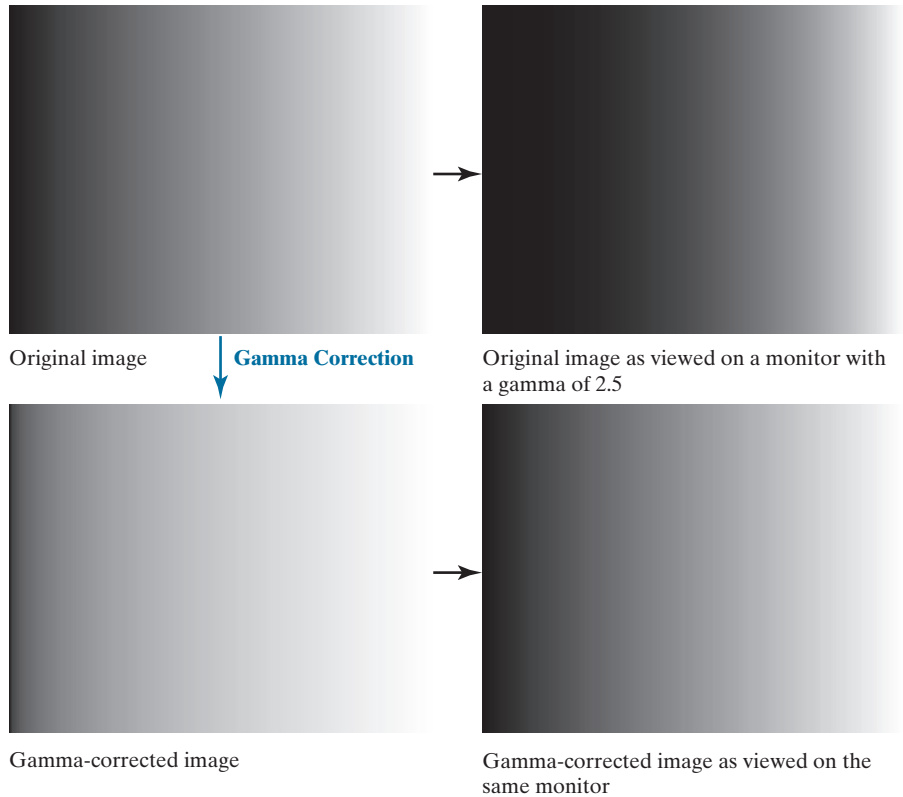 Original image
Gamma Correction
Original image as viewed on a monitor with
a gamma of 2.5
Gamma-corrected image
Gamma-corrected image as viewed on the
same monitor